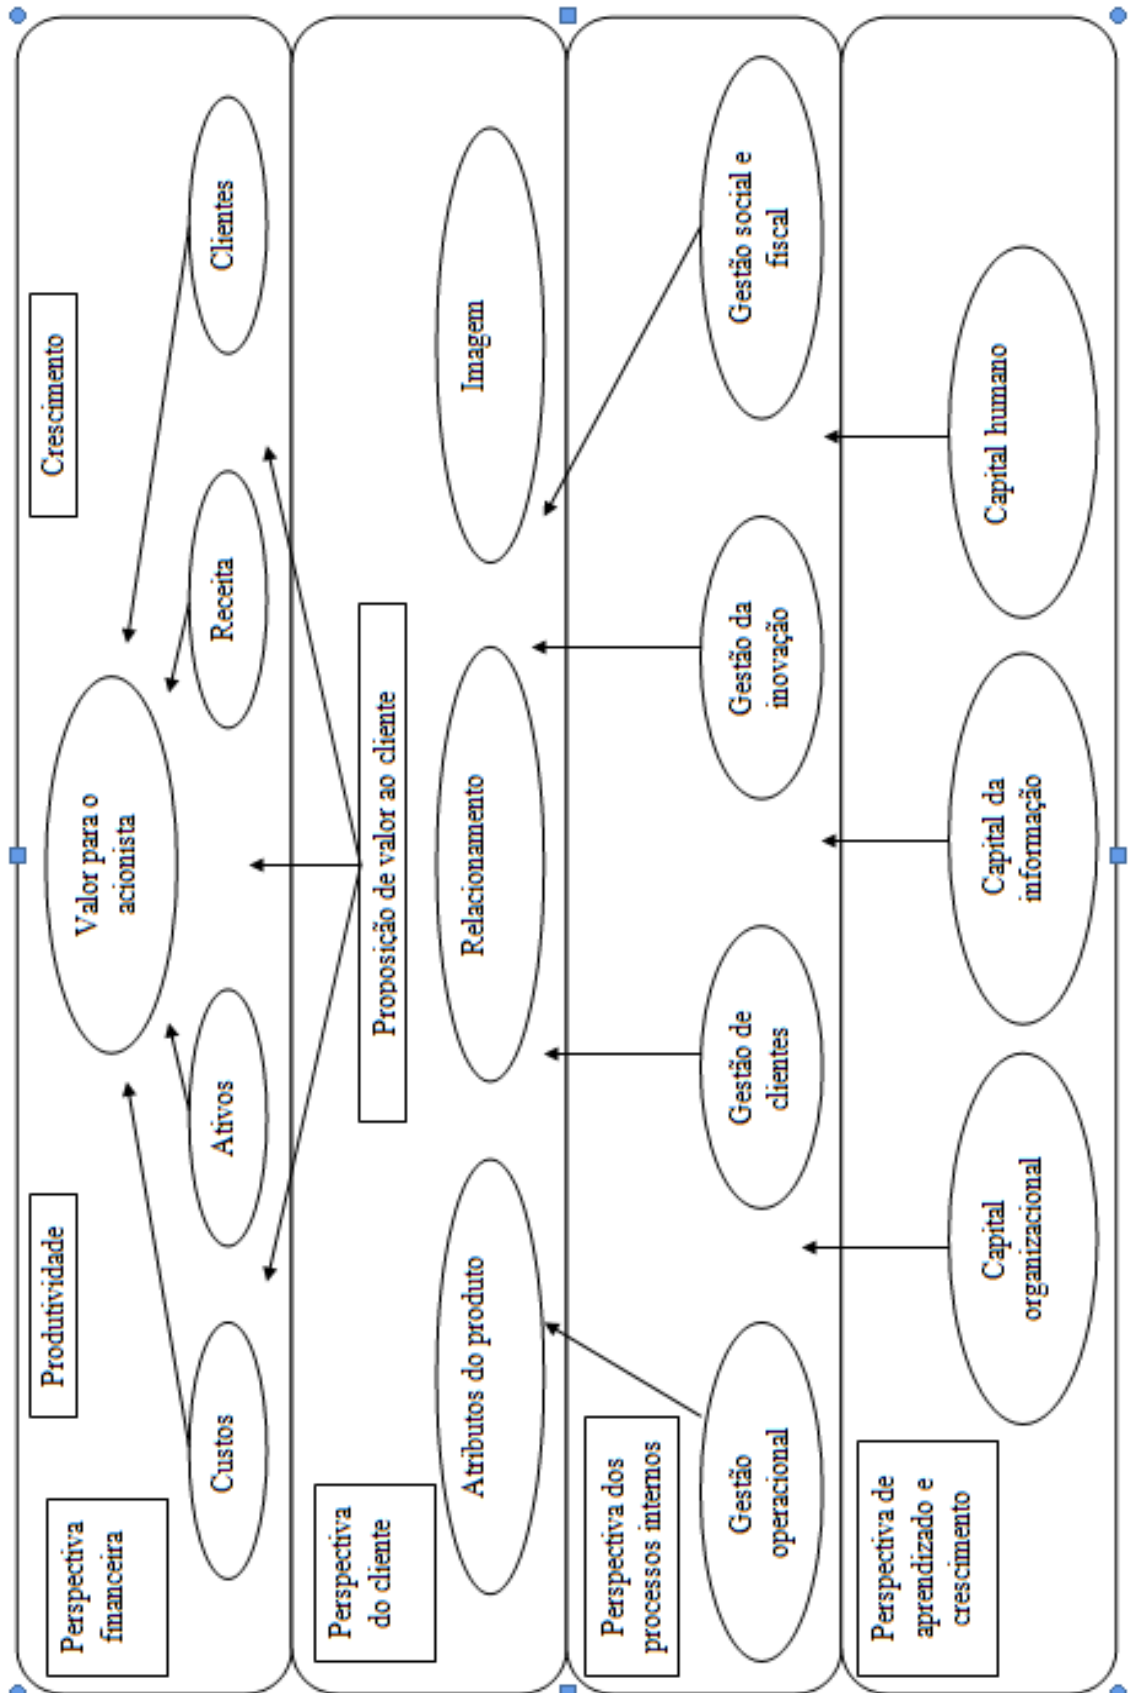 Produtividade
Crescimento
Perspectiva
financeira
Valor para o
acionista
Custos
Ativos
Receita
Clientes
Perspectiva
do cliente
Proposição de valor ao cliente
Atributos do produto
Relacionamento
Imagem
Perspectiva dos
processos internos
Gestão
operacional
Gestão de
clientes
Gestão da
inovação
Gestão social e
fiscal
Perspectiva de
aprendizado e
crescimento
Capital
organizacional
Capital da
informação
Capital humano